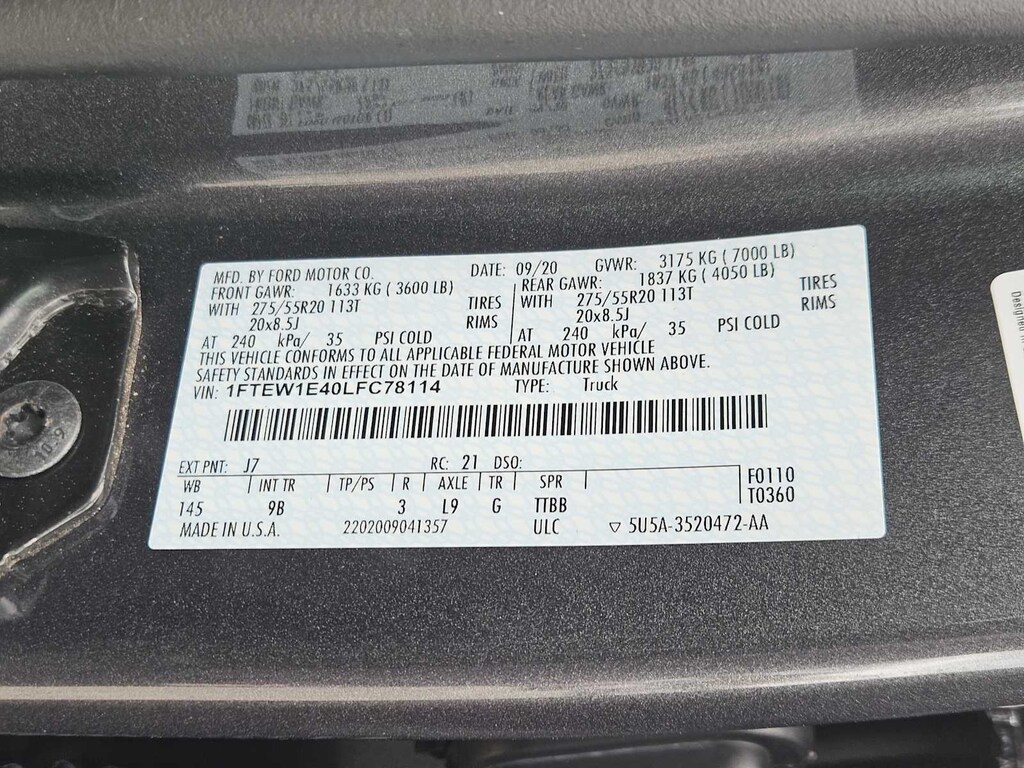 MFD. BY FORD MOTOR CO. DATE: 09/20 GVWR: 3175 KG ( 7000 LB)
FRONT GAWR: 1633 KG ( 3600 LB) REAR GAWR: 1837 KG ( 4050 LB)
WITH 275/55R20 113T TIRES WITH 275/55R20 113T TIRES
20x8.5J RIMS 20x8.5J RIMS
AT 240 kPa/ 35 PSI COLD AT 240 kPa/ 35 PSI COLD
THIS VEHICLE CONFORMS TO ALL APPLICABLE FEDERAL MOTOR VEHICLE
SAFETY STANDARDS IN EFFECT ON THE DATE OF MANUFACTURE SHOWN ABOVE.
VIN: 1FTEW1E40LFC78114 TYPE: Truck
EXT PNT: J7 RC: 21 DSO:
WB INT TR TP/PS R AXLE TR SPR F0110
145 9B 3 L9 G TTBB T0360
MADE IN U.S.A. 2202009041357 ULC ▽ 5U5A-3520472-AA
10.9
Designed